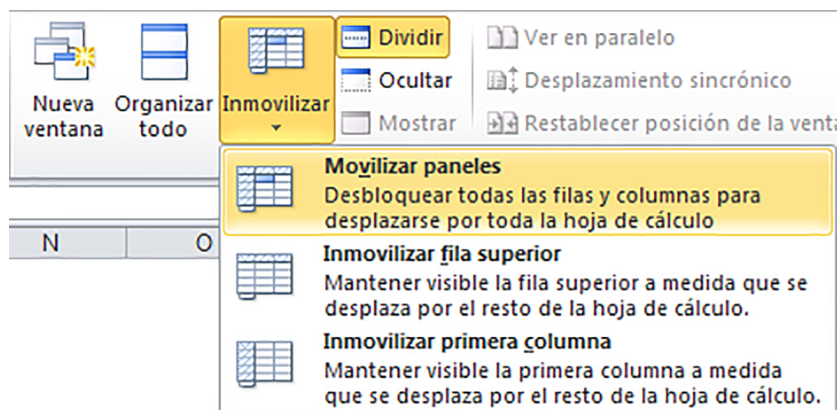 Nueva ventana
Organizar todo
Inmovilizar
Dividir
Ocultar
Mostrar
Ver en paralelo
Desplazamiento sincrónico
Restablecer posición de la vent
N O
Movilizar paneles
Desbloquear todas las filas y columnas para
desplazarse por toda la hoja de cálculo
Inmovilizar fila superior
Mantener visible la fila superior a medida que se
desplaza por el resto de la hoja de cálculo.
Inmovilizar primera columna
Mantener visible la primera columna a medida
que se desplaza por el resto de la hoja de cálculo.